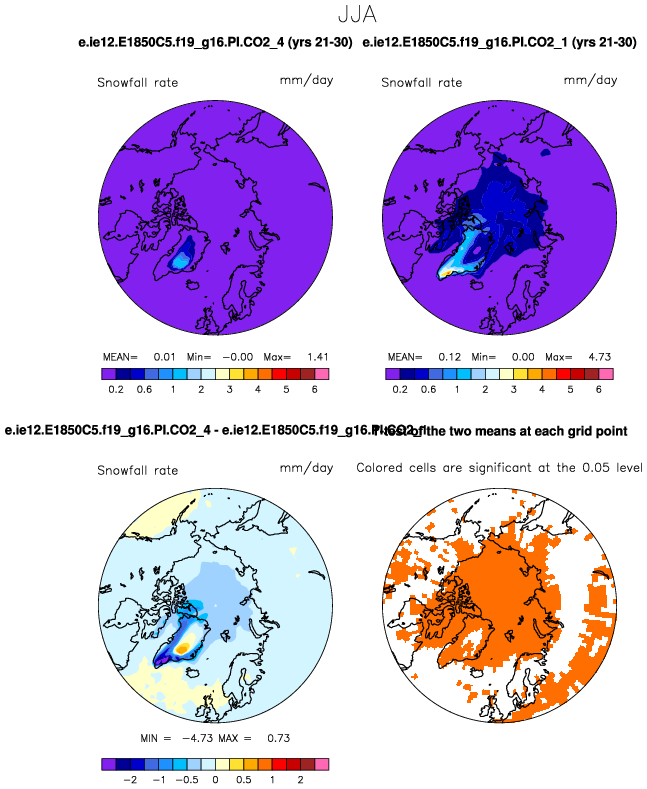 JJA
e.ie12.E1850C5.f19_g16.PI.CO2_4 (yrs 21-30) e.ie12.E1850C5.f19_g16.PI.CO2_1 (yrs 21-30)
Snowfall rate mm/day Snowfall rate mm/day
MEAN= 0.01 Min= -0.00 Max= 1.41 MEAN= 0.12 Min= 0.00 Max= 4.73
0.2 0.6 1 2 3 4 5 6 0.2 0.6 1 2 3 4 5 6
e.ie12.E1850C5.f19_g16.PI.CO2_4 - e.ie12.E1850C5.f19_g16.PI.CO2_1 of the two means at each grid point
Snowfall rate mm/day Colored cells are significant at the 0.05 level
MIN = -4.73 MAX = 0.73
-2 -1 -0.5 0 0.5 1 2